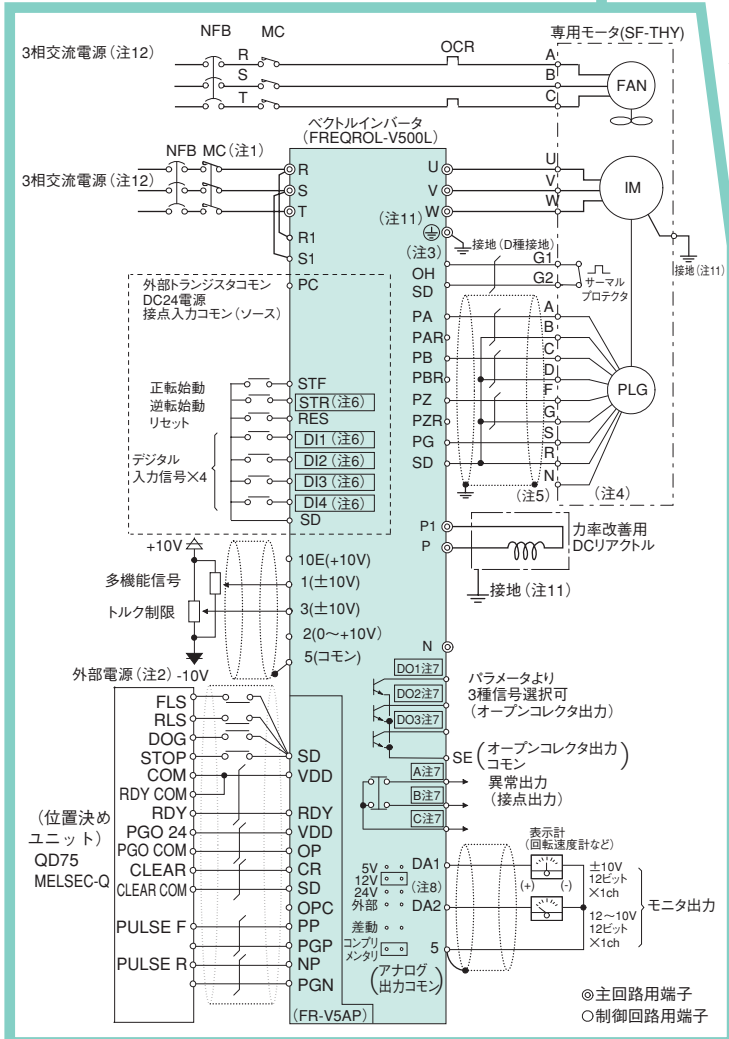 NFB MC
3相交流電源(注12)
R
S
T
OCR
専用モータ(SF-THY)
A
B
C
FAN
ベクトルインバータ
(FREQROL-V500L)
NFB MC(注1)
3相交流電源(注12)
R
S
T
R1
S1
U
V
W
(注11)
U
V
W
IM
接地(D種接地)
接地(注11)
(注3)
OH
SD
G1
G2
サーマル
プロテクタ
外部トランジスタコモン
DC24電源
接点入力コモン(ソース)
PC
正転始動
逆転始動
リセット
デジタル
入力信号×4
STF
STR(注6)
RES
DI1(注6)
DI2(注6)
DI3(注6)
DI4(注6)
SD
PA
PAR
PB
PBR
PZ
PZR
PG
SD
A
B
C
D
F
G
S
R
N
PLG
(注5)
(注4)
P1
P
力率改善用
DCリアクトル
接地(注11)
+10V
多機能信号
トルク制限
外部電源(注2) -10V
10E(+10V)
1(±10V)
3(±10V)
2(0～+10V)
5(コモン)
N
DO1注7
DO2注7
DO3注7
パラメータより
3種信号選択可
(オープンコレクタ出力)
SE
(オープンコレクタ出力
コモン)
A注7
B注7
C注7
異常出力
(接点出力)
(位置決め
ユニット)
QD75
MELSEC-Q
FLS
RLS
DOG
STOP
COM
RDY COM
RDY
PGO 24
PGO COM
CLEAR
CLEAR COM
PULSE F
PULSE R
SD
VDD
RDY
VDD
OP
CR
SD
OPC
PP
PGP
NP
PGN
(FR-V5AP)
5V
12V
24V
外部
(注8)
差動
コンプリ
メンタリ
DA1
DA2
5
(アナログ
出力コモン)
表示計
(回転速度計など)
(+) (-)
±10V
12ビット
×1ch
12～10V
12ビット
×1ch
モニタ出力
◎主回路用端子
○制御回路用端子